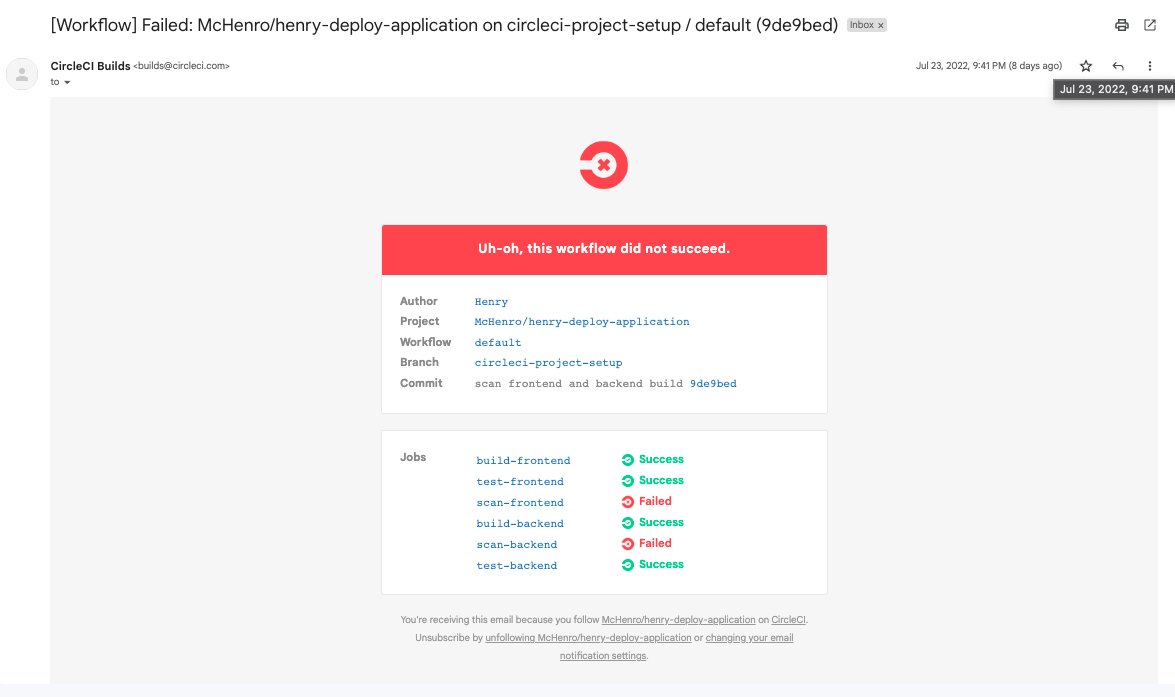 [Workflow] Failed: McHenro/henry-deploy-application on circleci-project-setup / default (9de9bed) Inbox x
CircleCI Builds <builds@circleci.com> Jul 23, 2022, 9:41 PM (8 days ago)
to
Jul 23, 2022, 9:41 PM
Uh-oh, this workflow did not succeed.
Author Henry
Project McHenro/henry-deploy-application
Workflow default
Branch circleci-project-setup
Commit scan frontend and backend build 9de9bed
Jobs build-frontend Success
test-frontend Success
scan-frontend Failed
build-backend Success
scan-backend Failed
test-backend Success
You're receiving this email because you follow McHenro/henry-deploy-application on CircleCI.
Unsubscribe by unfollowing McHenro/henry-deploy-application or changing your email
notification settings.